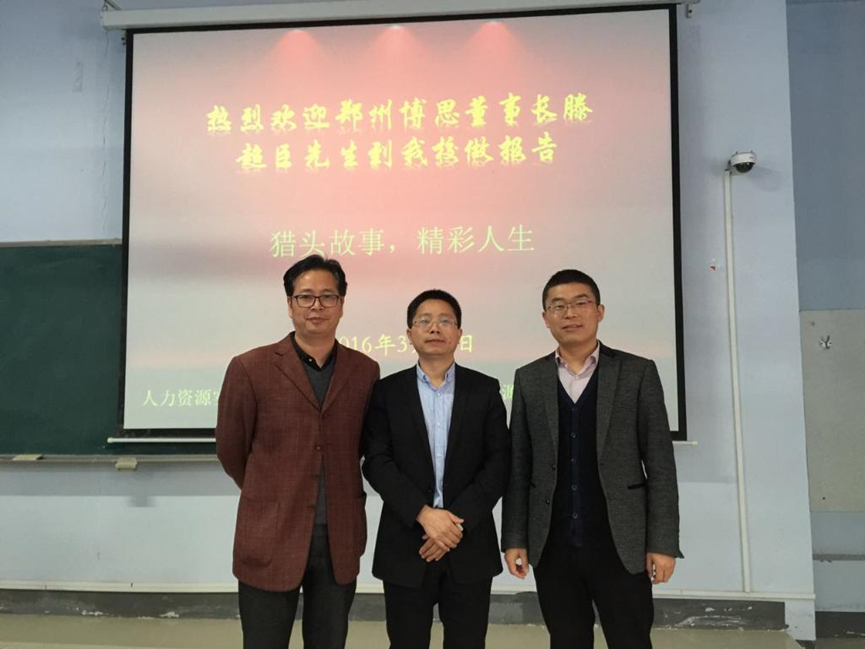 热烈欢迎郑州博思董事长滕
超臣先生到我校做报告
猎头故事，精彩人生
016年3 日
人力资源
源